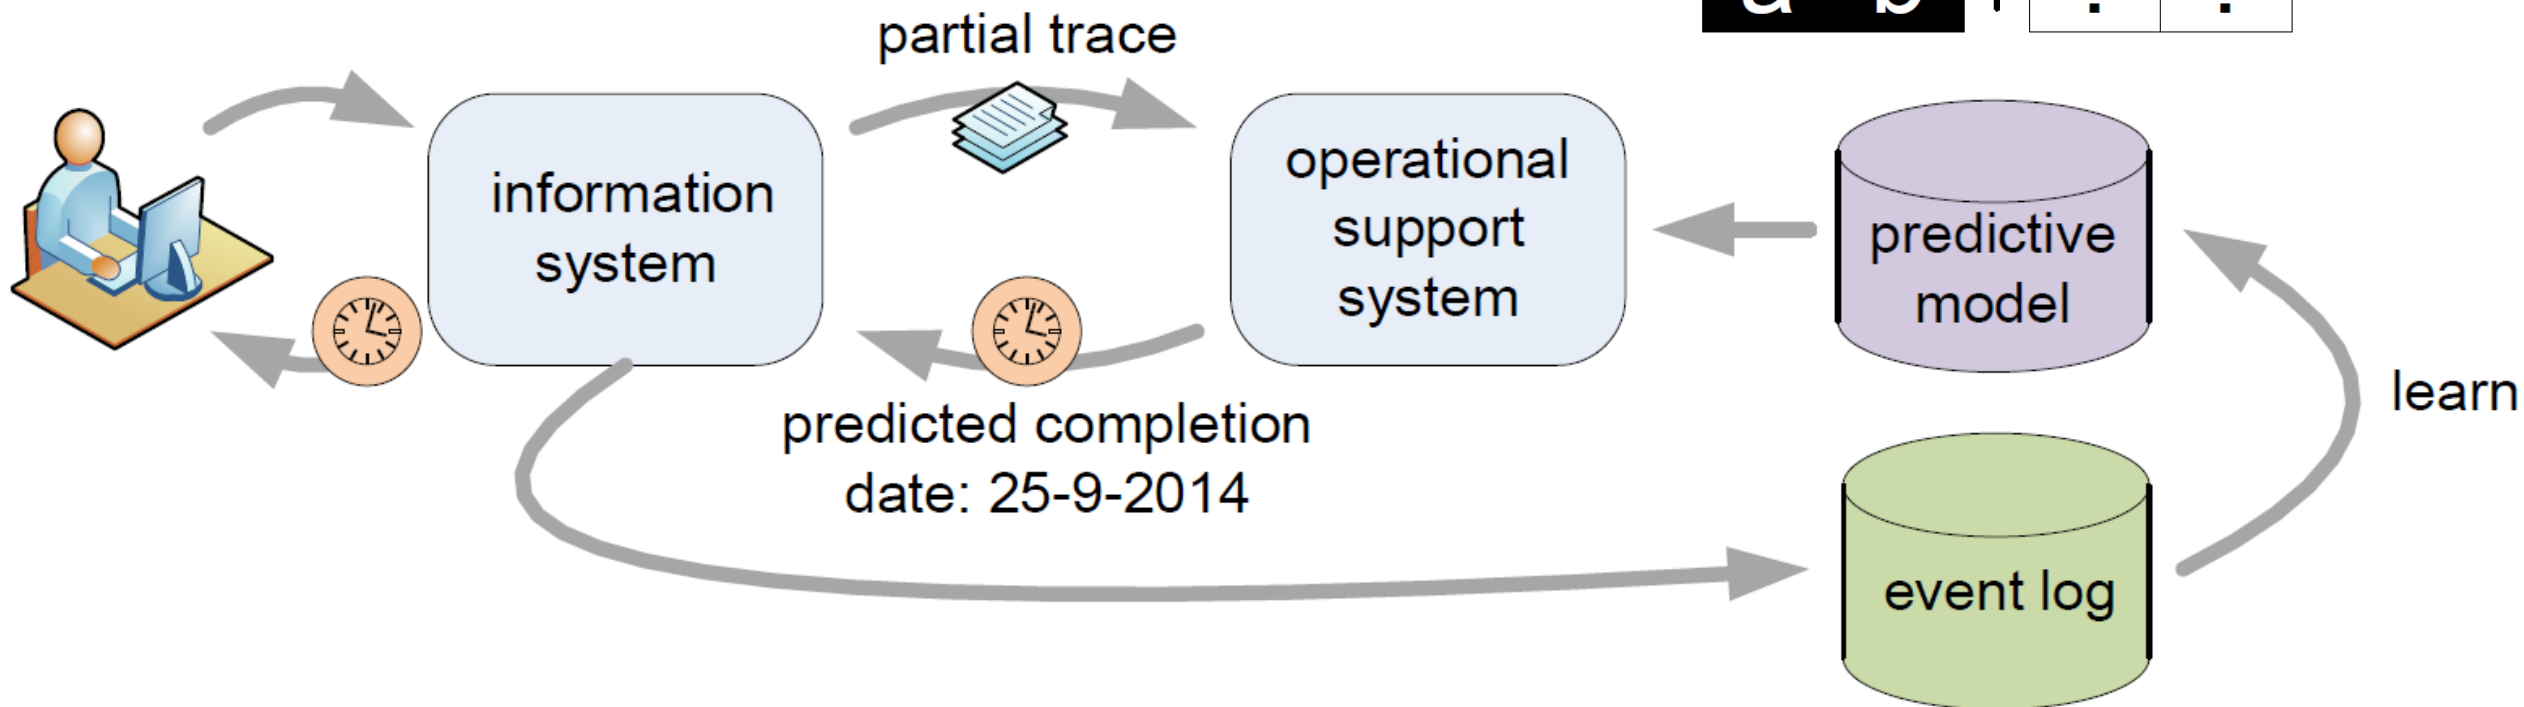 a b
? ?
partial trace
information
system
operational
support
system
predictive
model
learn
predicted completion
date: 25-9-2014
event log